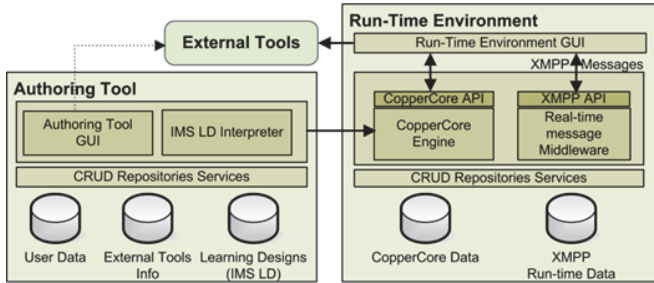 External Tools
Authoring Tool
Authoring Tool
GUI
IMS LD Interpreter
CRUD Repositories Services
User Data
External Tools
Info
Learning Designs
(IMS LD)
Run-Time Environment
Run-Time Environment GUI
XMPP Messages
CopperCore API
CopperCore
Engine
XMPP API
Real-time
message
Middleware
CRUD Repositories Services
CopperCore Data
XMPP
Run-time Data